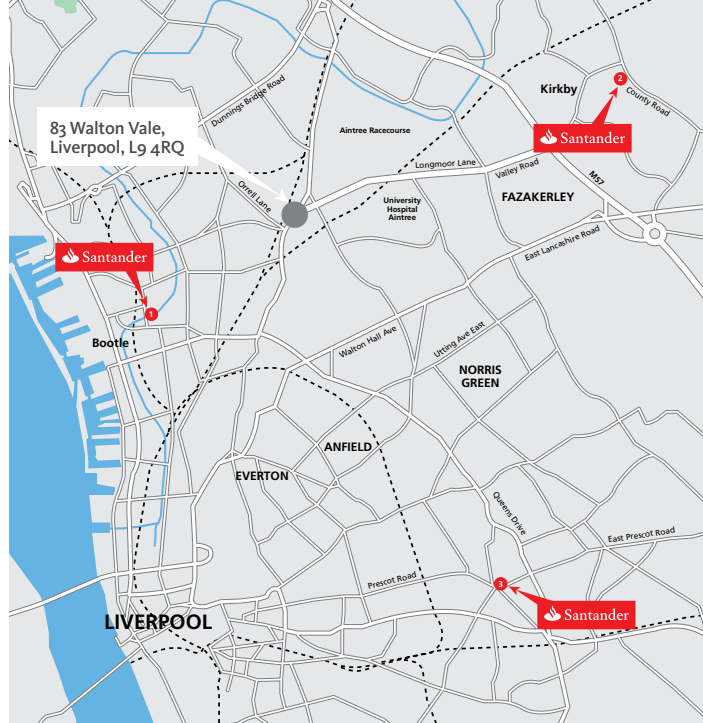 2
Kirkby
County Road
Santander
Dunnings Bridge Road
83 Walton Vale,
Liverpool, L9 4RQ
Aintree Racecourse
Longmoor Lane
Valley Road
M57
Orrell Lane
University
Hospital
Aintree
FAZAKERLEY
East Lancashire Road
Santander
1
Bootle
Walton Hall Ave
Utting Ave East
NORRIS
GREEN
ANFIELD
EVERTON
Queens Drive
East Prescot Road
Prescot Road
3
Santander
LIVERPOOL